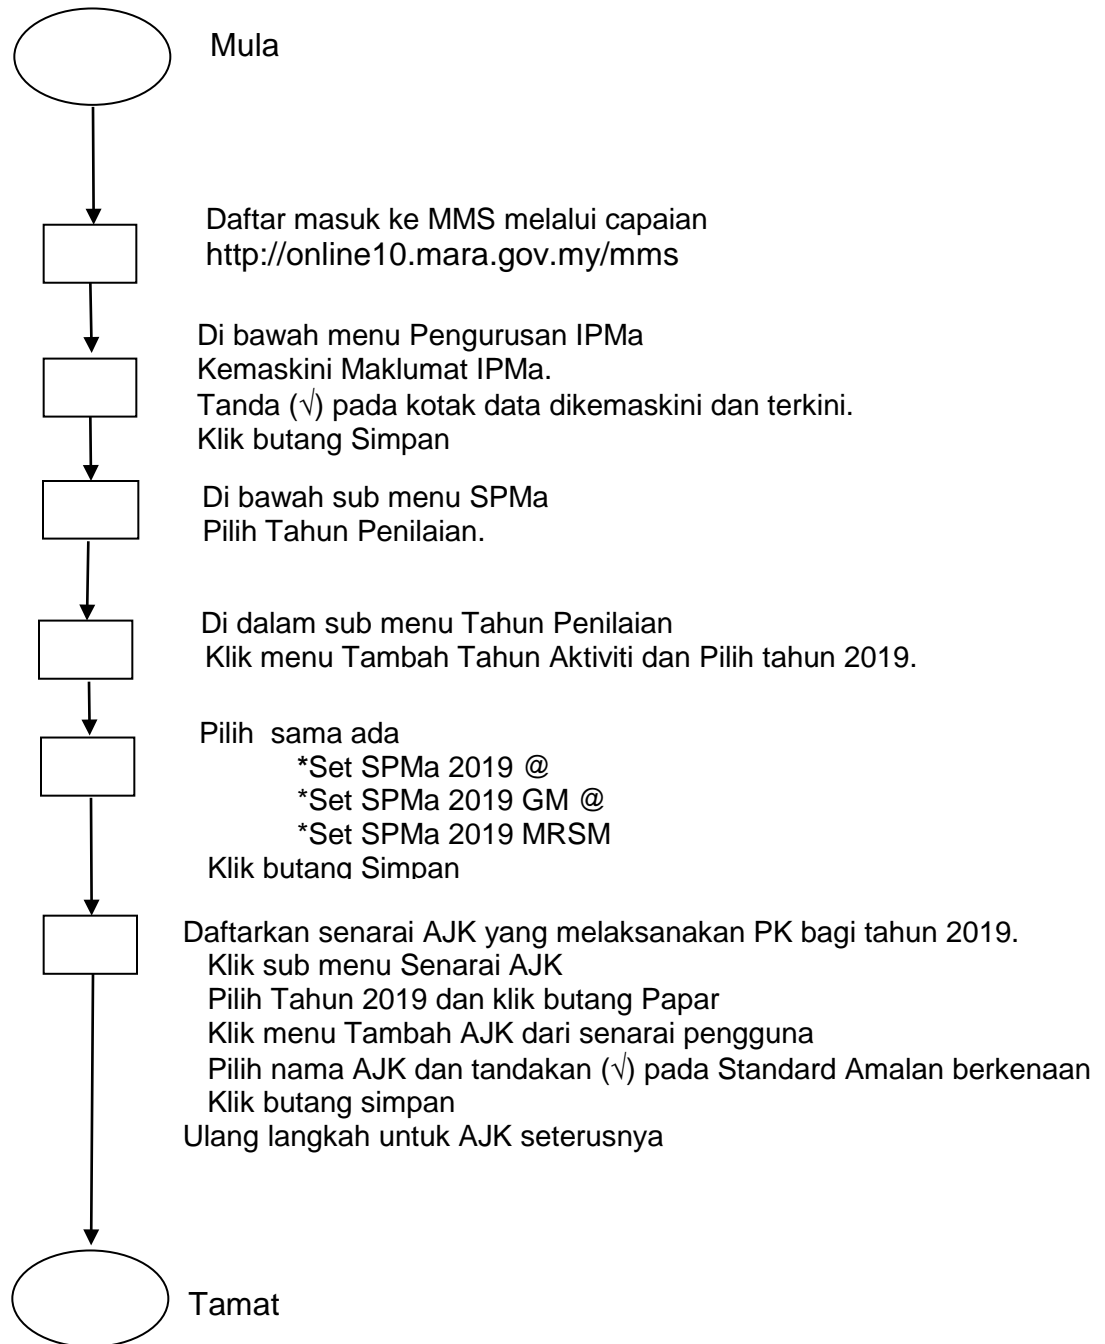 Mula
Daftar masuk ke MMS melalui capaian
http://online10.mara.gov.my/mms
Di bawah menu Pengurusan IPMa
Kemaskini Maklumat IPMa.
Tanda (√) pada kotak data dikemaskini dan terkini.
Klik butang Simpan
Di bawah sub menu SPMa
Pilih Tahun Penilaian.
Di dalam sub menu Tahun Penilaian
Klik menu Tambah Tahun Aktiviti dan Pilih tahun 2019.
Pilih sama ada
*Set SPMa 2019 @
*Set SPMa 2019 GM @
*Set SPMa 2019 MRSM
Klik butang Simpan
Daftarkan senarai AJK yang melaksanakan PK bagi tahun 2019.
Klik sub menu Senarai AJK
Pilih Tahun 2019 dan klik butang Papar
Klik menu Tambah AJK dari senarai pengguna
Pilih nama AJK dan tandakan (√) pada Standard Amalan berkenaan
Klik butang simpan
Ulang langkah untuk AJK seterusnya
Tamat